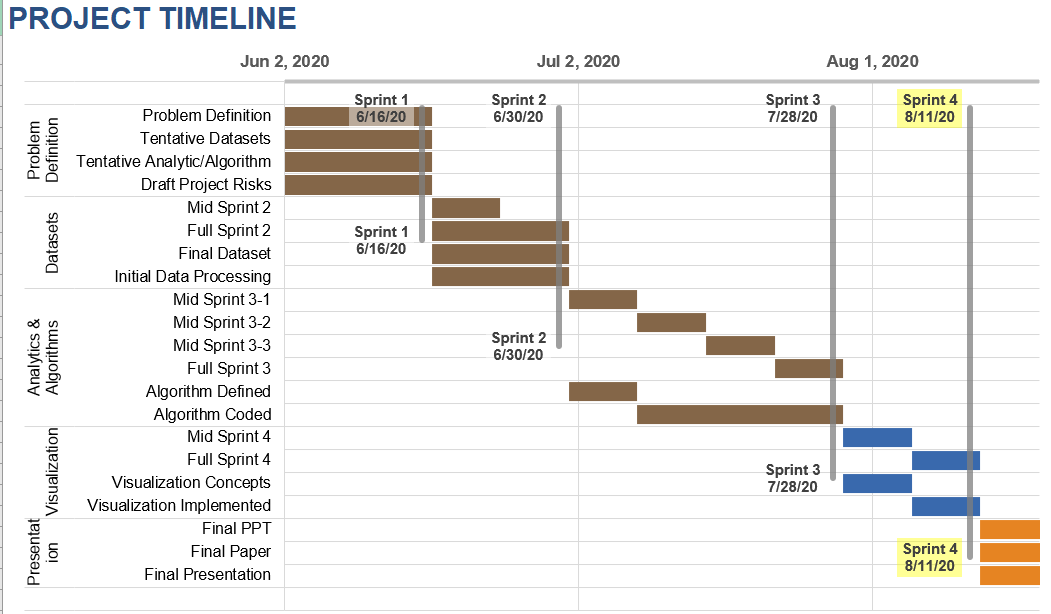 PROJECT TIMELINE
Jun 2, 2020 Jul 2, 2020 Aug 1, 2020
Sprint 1 Sprint 2 Sprint 3 Sprint 4
6/16/20 6/30/20 7/28/20 8/11/20
Problem
Definition
Problem Definition
Tentative Datasets
Tentative Analytic/Algorithm
Draft Project Risks
Datasets
Mid Sprint 2
Full Sprint 2
Final Dataset
Initial Data Processing
Sprint 1
6/16/20
Analytics &
Algorithms
Mid Sprint 3-1
Mid Sprint 3-2
Mid Sprint 3-3
Full Sprint 3
Algorithm Defined
Algorithm Coded
Sprint 2
6/30/20
Visualization
Mid Sprint 4
Full Sprint 4
Visualization Concepts
Visualization Implemented
Sprint 3
7/28/20
Presentat
ion
Final PPT
Final Paper
Final Presentation
Sprint 4
8/11/20